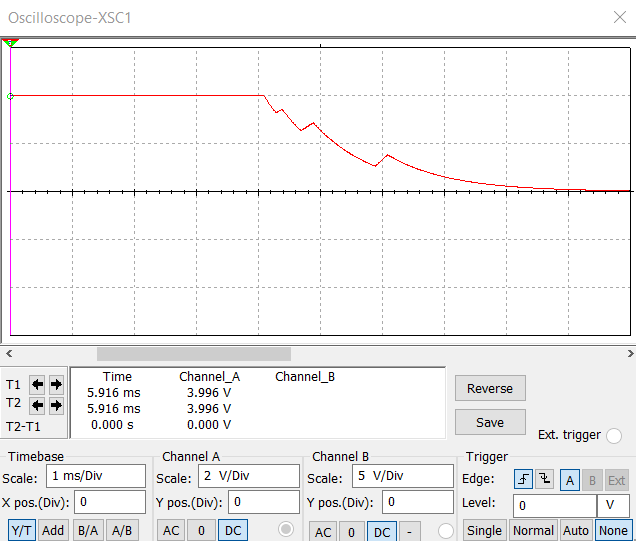 Oscilloscope-XSC1
Time Channel_A Channel_B
T1 5.916 ms 3.996 V
T2 5.916 ms 3.996 V
T2-T1 0.000 s 0.000 V
Reverse
Save
Ext. trigger
Timebase Channel A Channel B Trigger
Scale: 1 ms/Div Scale: 2 V/Div Scale: 5 V/Div Edge: A B Ext
X pos.(Div): 0 Y pos.(Div): 0 Y pos.(Div): 0 Level: 0 V
Y/T Add B/A A/B AC 0 DC AC 0 DC - Single Normal Auto None